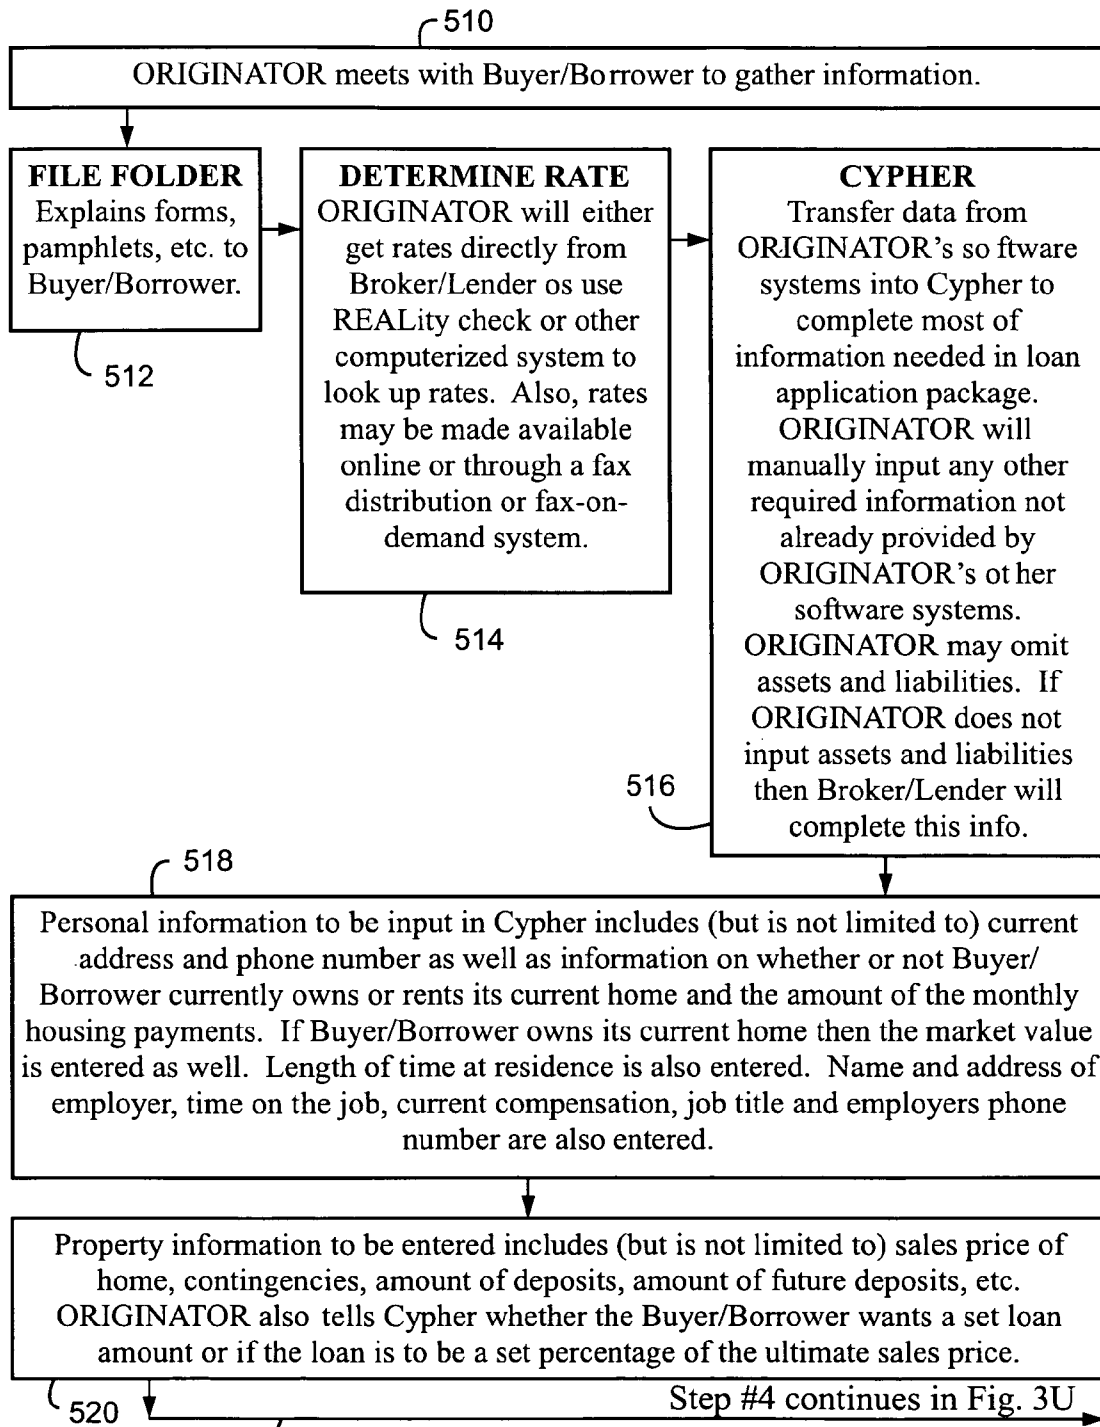 510
ORIGINATOR meets with Buyer/Borrower to gather information.
FILE FOLDER
Explains forms,
pamphlets, etc. to
Buyer/Borrower.
512
DETERMINE RATE
ORIGINATOR will either
get rates directly from
Broker/Lender os use
REALity check or other
computerized system to
look up rates. Also, rates
may be made available
online or through a fax
distribution or fax-on-
demand system.
514
CYPHER
Transfer data from
ORIGINATOR's so ftware
systems into Cypher to
complete most of
information needed in loan
application package.
ORIGINATOR will
manually input any other
required information not
already provided by
ORIGINATOR's ot her
software systems.
ORIGINATOR may omit
assets and liabilities. If
ORIGINATOR does not
input assets and liabilities
then Broker/Lender will
complete this info.
516
518
Personal information to be input in Cypher includes (but is not limited to) current
address and phone number as well as information on whether or not Buyer/
Borrower currently owns or rents its current home and the amount of the monthly
housing payments. If Buyer/Borrower owns its current home then the market value
is entered as well. Length of time at residence is also entered. Name and address of
employer, time on the job, current compensation, job title and employers phone
number are also entered.
Property information to be entered includes (but is not limited to) sales price of
home, contingencies, amount of deposits, amount of future deposits, etc.
ORIGINATOR also tells Cypher whether the Buyer/Borrower wants a set loan
amount or if the loan is to be a set percentage of the ultimate sales price.
520
Step #4 continues in Fig. 3U